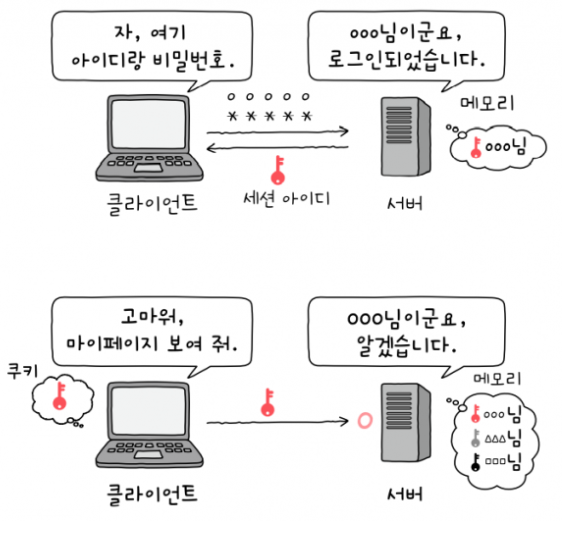 자, 여기
아이디랑 비밀번호.
ooo님이군요,
로그인되었습니다.
메모리
ooo님
○ ○ ○ ○ ○
* * * * *
세션 아이디
클라이언트
서버
고마워,
마이페이지 보여 줘.
ooo님이군요,
알겠습니다.
쿠키
메모리
ooo님
△△△님
□□□님
클라이언트
서버